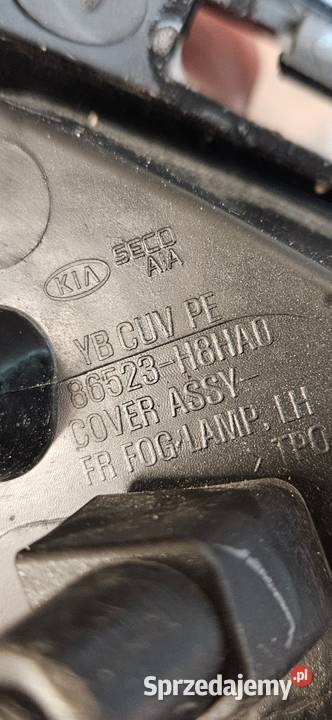 KIA
SECO
AA
YB CUV PE
86523-H8HA0
COVER ASSY-
FR FOG LAMP, LH
TPO
Sprzedajemy.pl